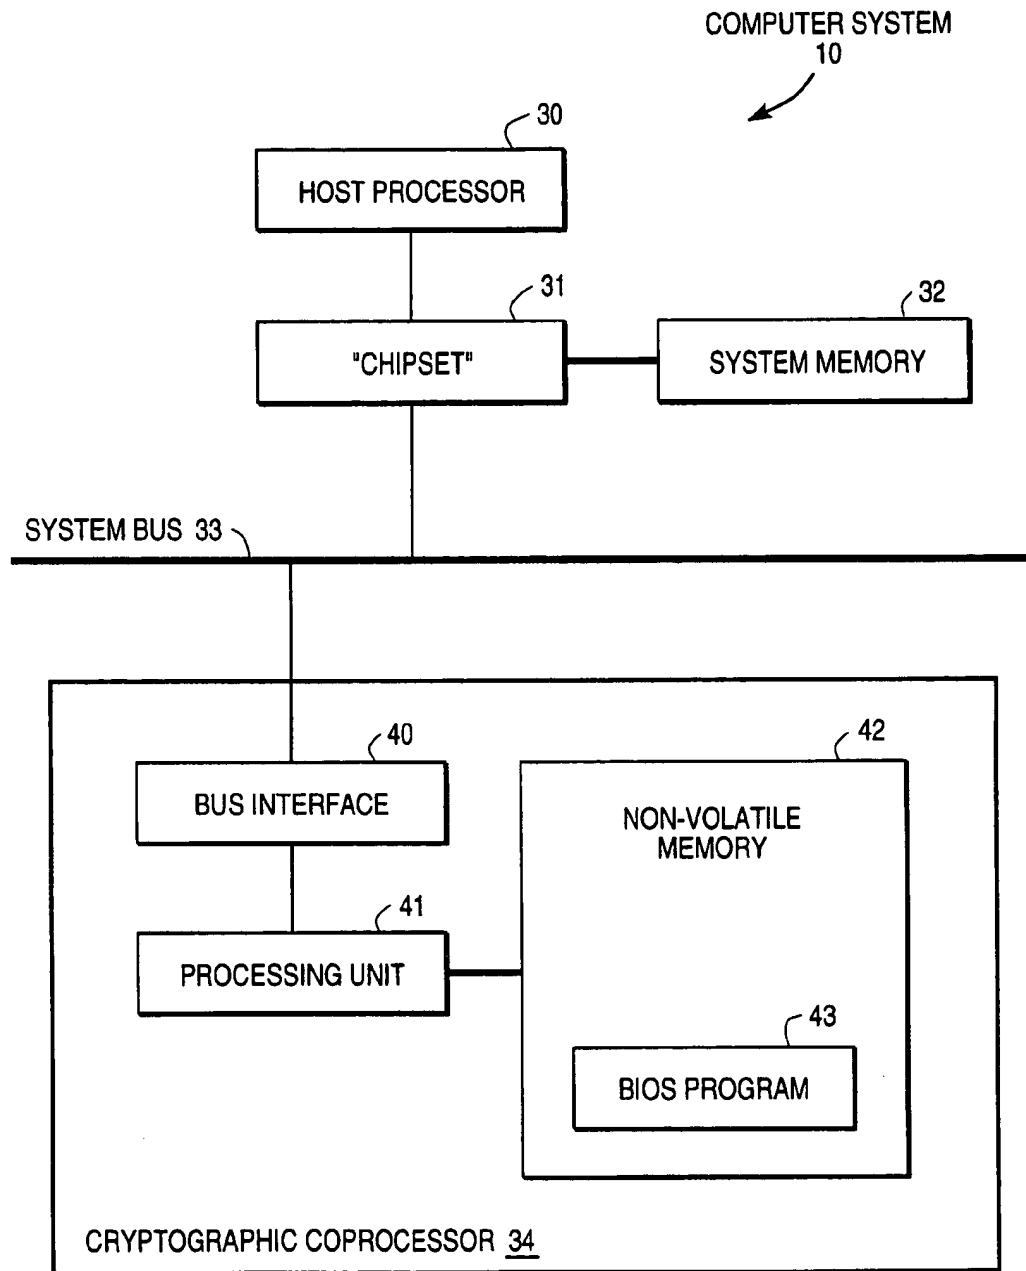 COMPUTER SYSTEM
10
30
HOST PROCESSOR
31
"CHIPSET"
32
SYSTEM MEMORY
SYSTEM BUS 33
40
BUS INTERFACE
41
PROCESSING UNIT
42
NON-VOLATILE
MEMORY
43
BIOS PROGRAM
CRYPTOGRAPHIC COPROCESSOR 34